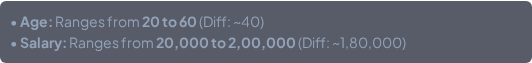 • Age: Ranges from 20 to 60 (Diff: ~40)
• Salary: Ranges from 20,000 to 2,00,000 (Diff: ~1,80,000)